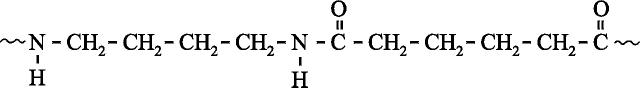 O O
N – CH₂ – CH₂ – CH₂ – CH₂ – N – C – CH₂ – CH₂ – CH₂ – CH₂ – C
H H